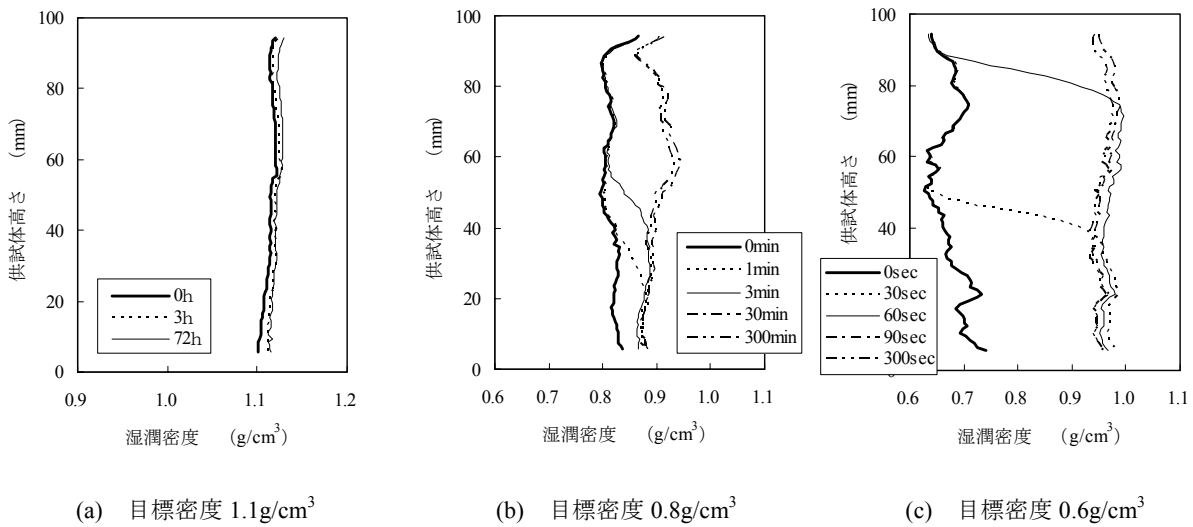 100
80
60
40
20
0
供試体高さ (mm)
0h
3h
72h
0.9
1.0
1.1
1.2
湿潤密度 (g/cm³)
(a) 目標密度 1.1g/cm³
100
80
60
40
20
0
供試体高さ (mm)
0min
1min
3min
30min
300min
0.6
0.7
0.8
0.9
1.0
1.1
湿潤密度 (g/cm³)
(b) 目標密度 0.8g/cm³
100
80
60
40
供試体高さ (mm)
0sec
30sec
60sec
90sec
300sec
0.6
0.7
0.8
0.9
1.0
1.1
湿潤密度 (g/cm³)
(c) 目標密度 0.6g/cm³